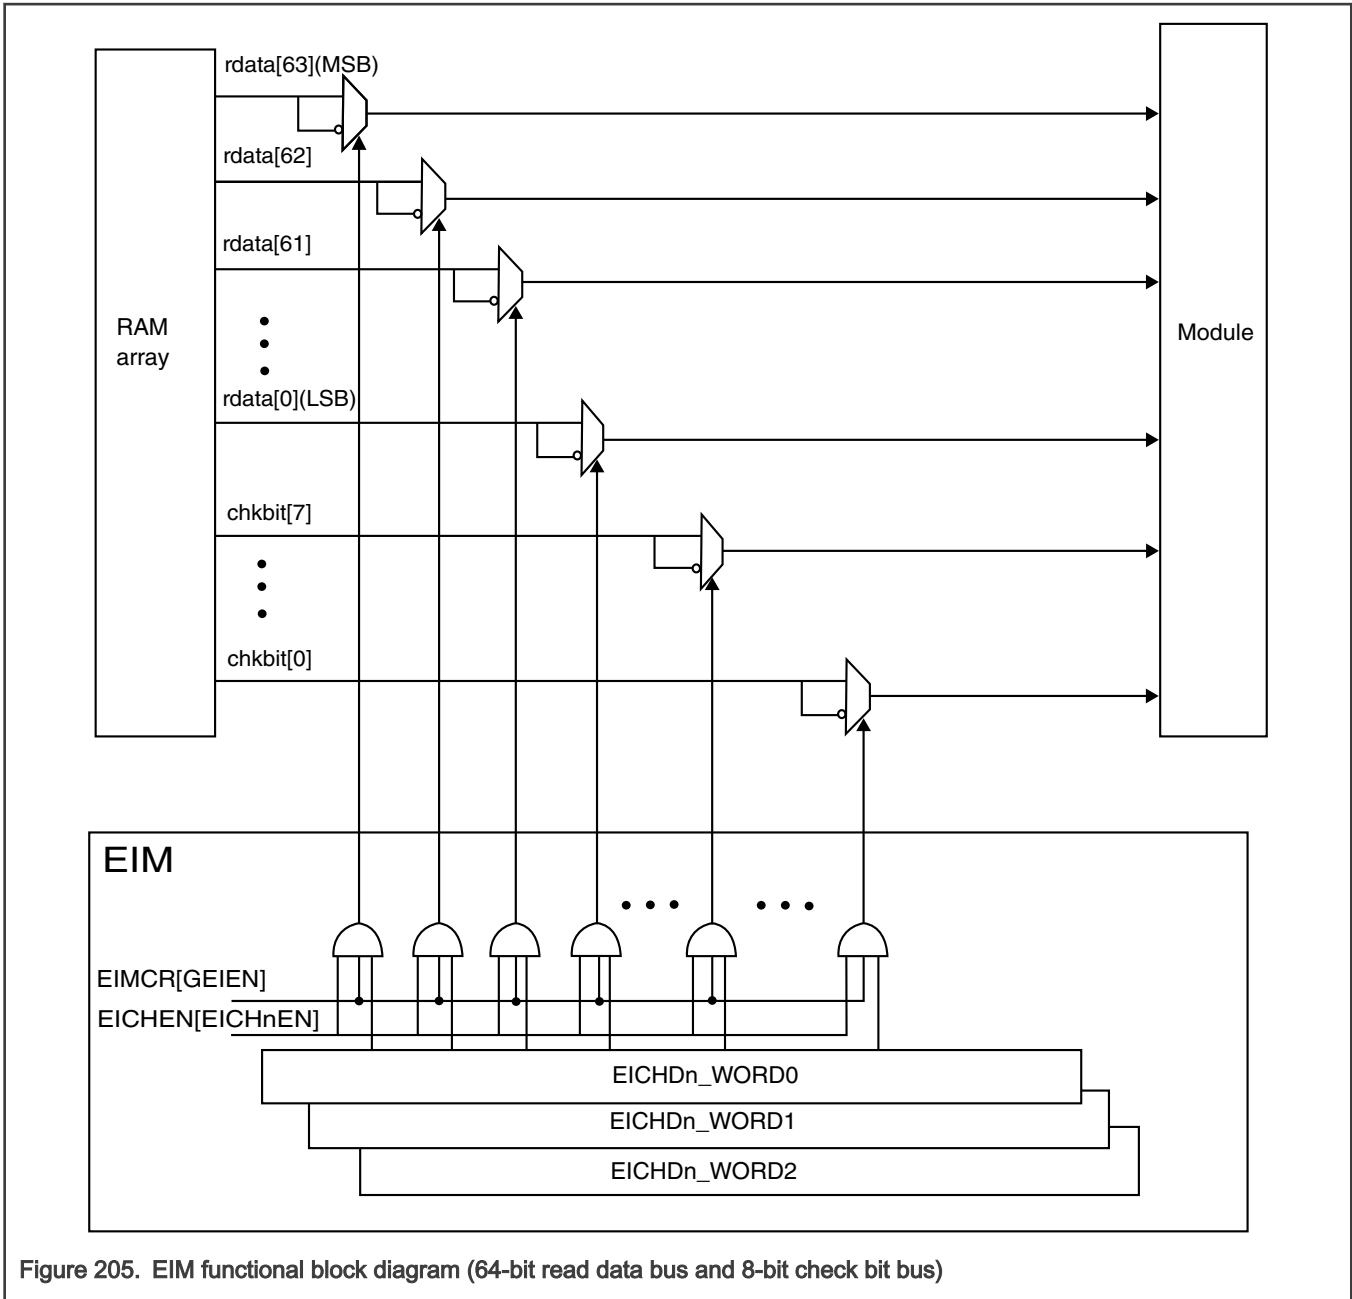 rdata[63](MSB)
rdata[62]
rdata[61]
RAM
array
Module
rdata[0](LSB)
chkbit[7]
chkbit[0]
EIM
EIMCR[GEIEN]
EICHEN[EICHnEN]
EICHDn_WORD0
EICHDn_WORD1
EICHDn_WORD2
Figure 205. EIM functional block diagram (64-bit read data bus and 8-bit check bit bus)